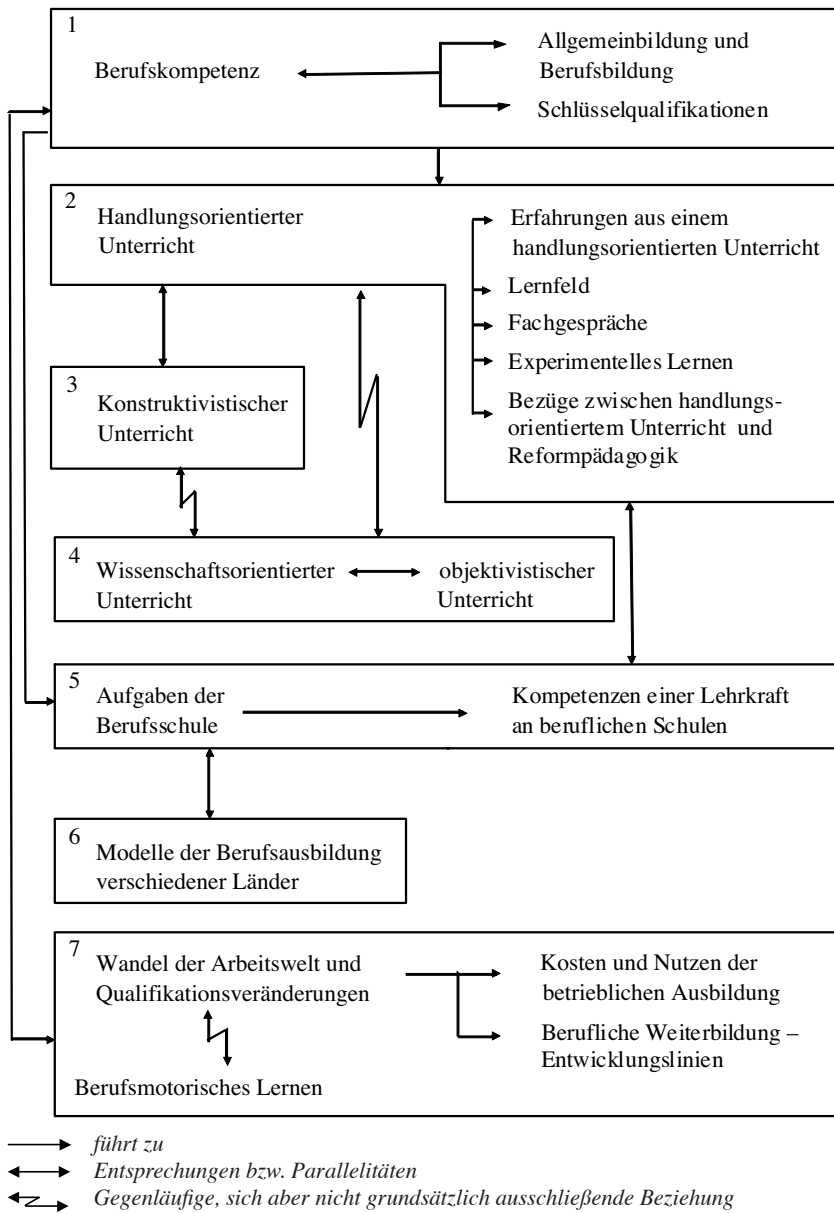 1
Berufskompetenz
Allgemeinbildung und
Berufsbildung
Schlüsselqualifikationen
2
Handlungsorientierter
Unterricht
Erfahrungen aus einem
handlungsorientierten Unterricht
Lernfeld
Fachgespräche
Experimentelles Lernen
Bezüge zwischen handlungs-
orientiertem Unterricht und
Reformpädagogik
3
Konstruktivistischer
Unterricht
4
Wissenschaftsorientierter
Unterricht
objektivistischer
Unterricht
5
Aufgaben der
Berufsschule
Kompetenzen einer Lehrkraft
an beruflichen Schulen
6
Modelle der Berufsausbildung
verschiedener Länder
7
Wandel der Arbeitswelt und
Qualifikationsveränderungen
Kosten und Nutzen der
betrieblichen Ausbildung
Berufliche Weiterbildung –
Entwicklungslinien
Berufsmotorisches Lernen
führt zu
Entsprechungen bzw. Parallelitäten
Gegenläufige, sich aber nicht grundsätzlich ausschließende Beziehung